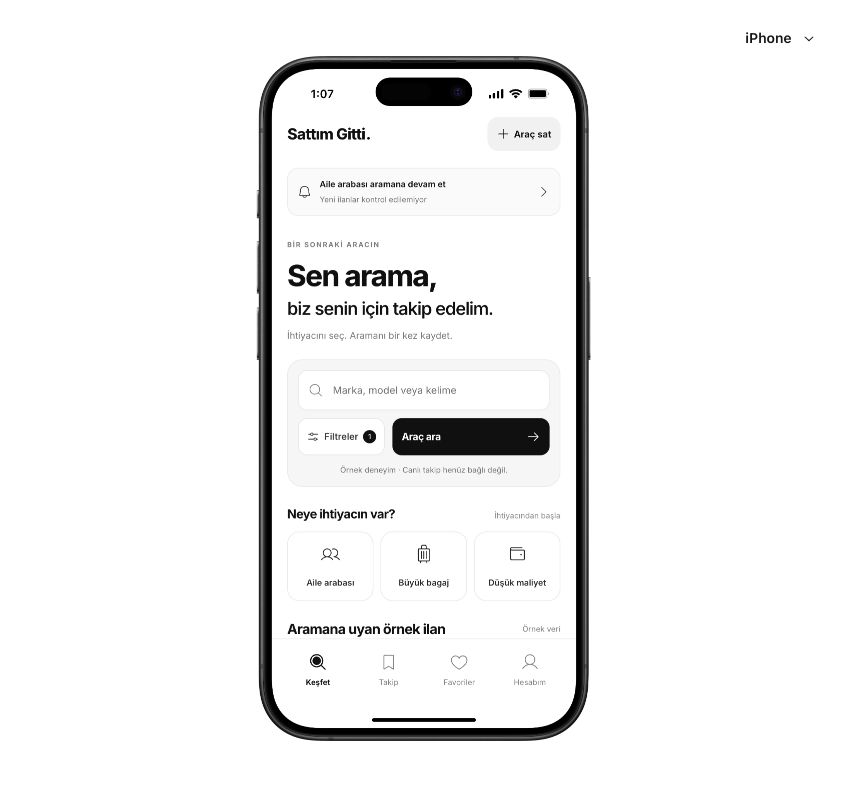 iPhone
1:07
Sattım Gitti.
Araç sat
Aile arabası aramana devam et
Yeni ilanlar kontrol edilemiyor
BİR SONRAKİ ARACIN
Sen arama,
biz senin için takip edelim.
İhtiyacını seç. Aramanı bir kez kaydet.
Marka, model veya kelime
Filtreler 1
Araç ara
Örnek deneyim · Canlı takip henüz bağlı değil.
Neye ihtiyacın var?
İhtiyacından başla
Aile arabası
Büyük bagaj
Düşük maliyet
Aramana uyan örnek ilan
Örnek veri
Keşfet
Takip
Favoriler
Hesabım